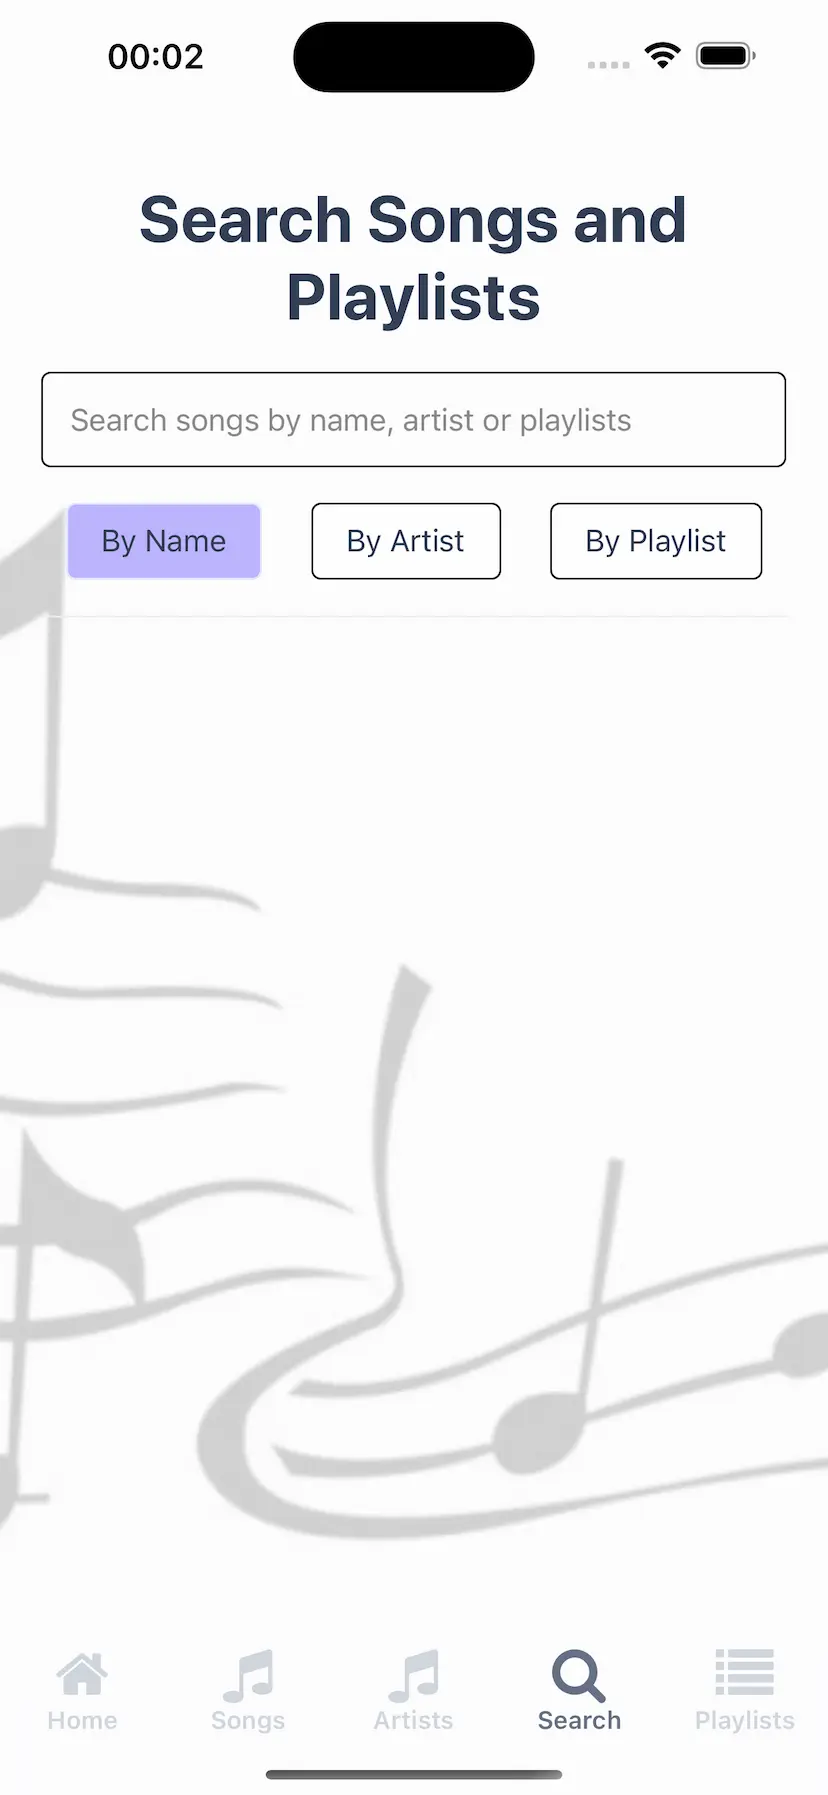 00:02
Search Songs and
Playlists
Search songs by name, artist or playlists
By Name
By Artist
By Playlist
Home
Songs
Artists
Search
Playlists